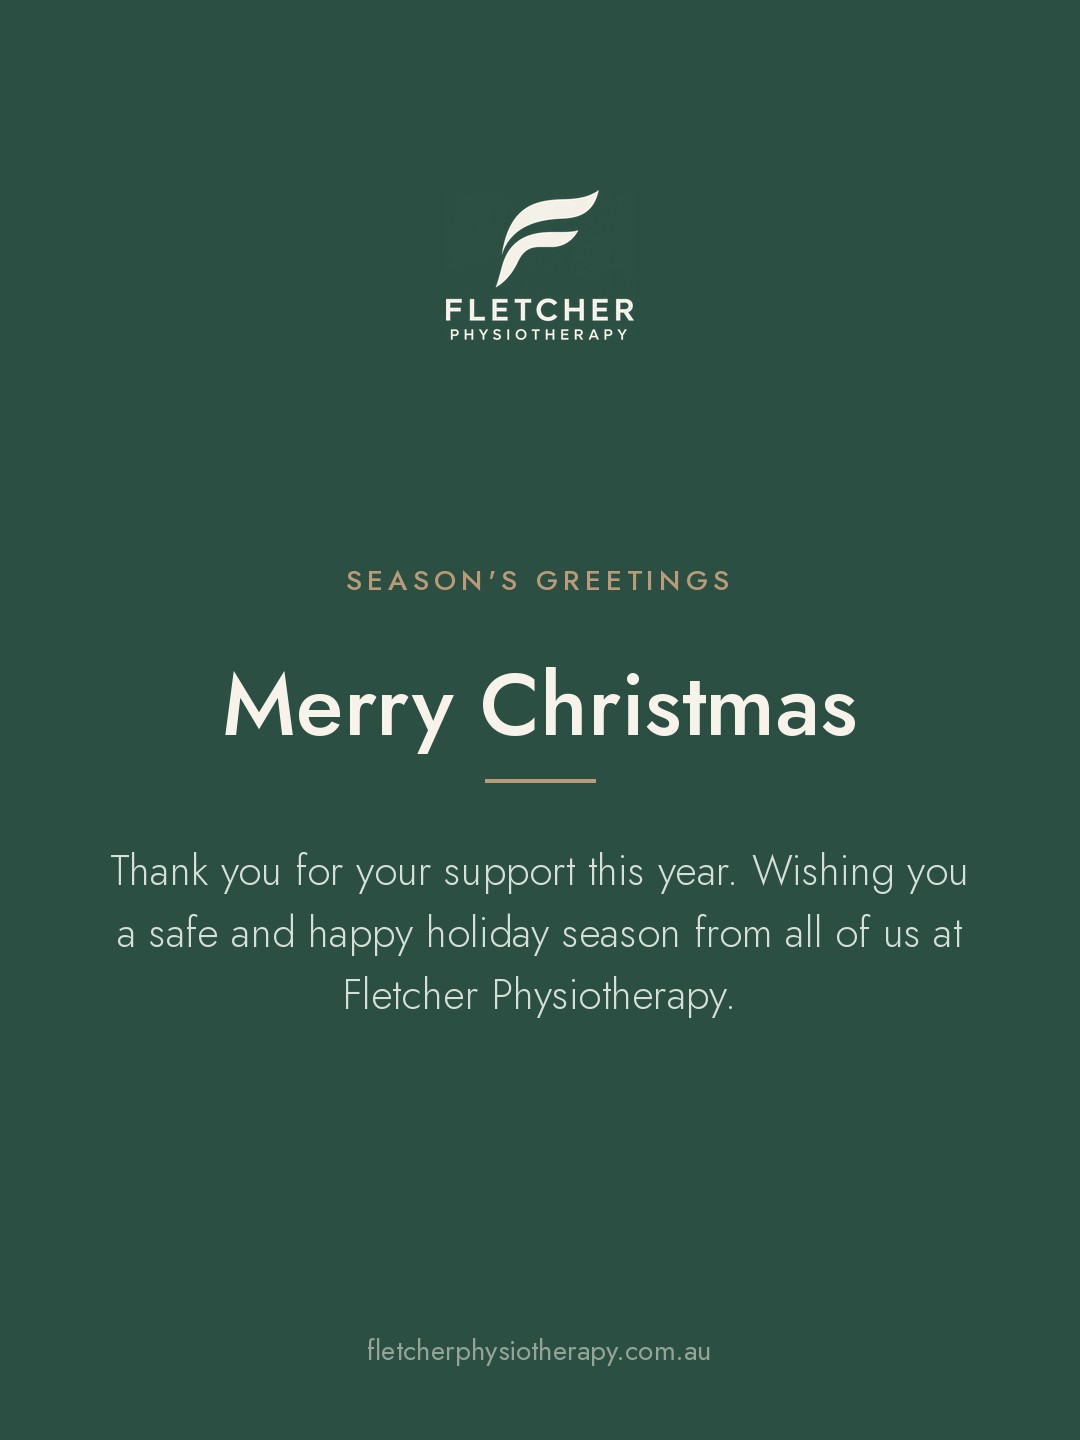 FLETCHER
PHYSIOTHERAPY
SEASON'S GREETINGS
Merry Christmas
Thank you for your support this year. Wishing you
a safe and happy holiday season from all of us at
Fletcher Physiotherapy.
fletcherphysiotherapy.com.au